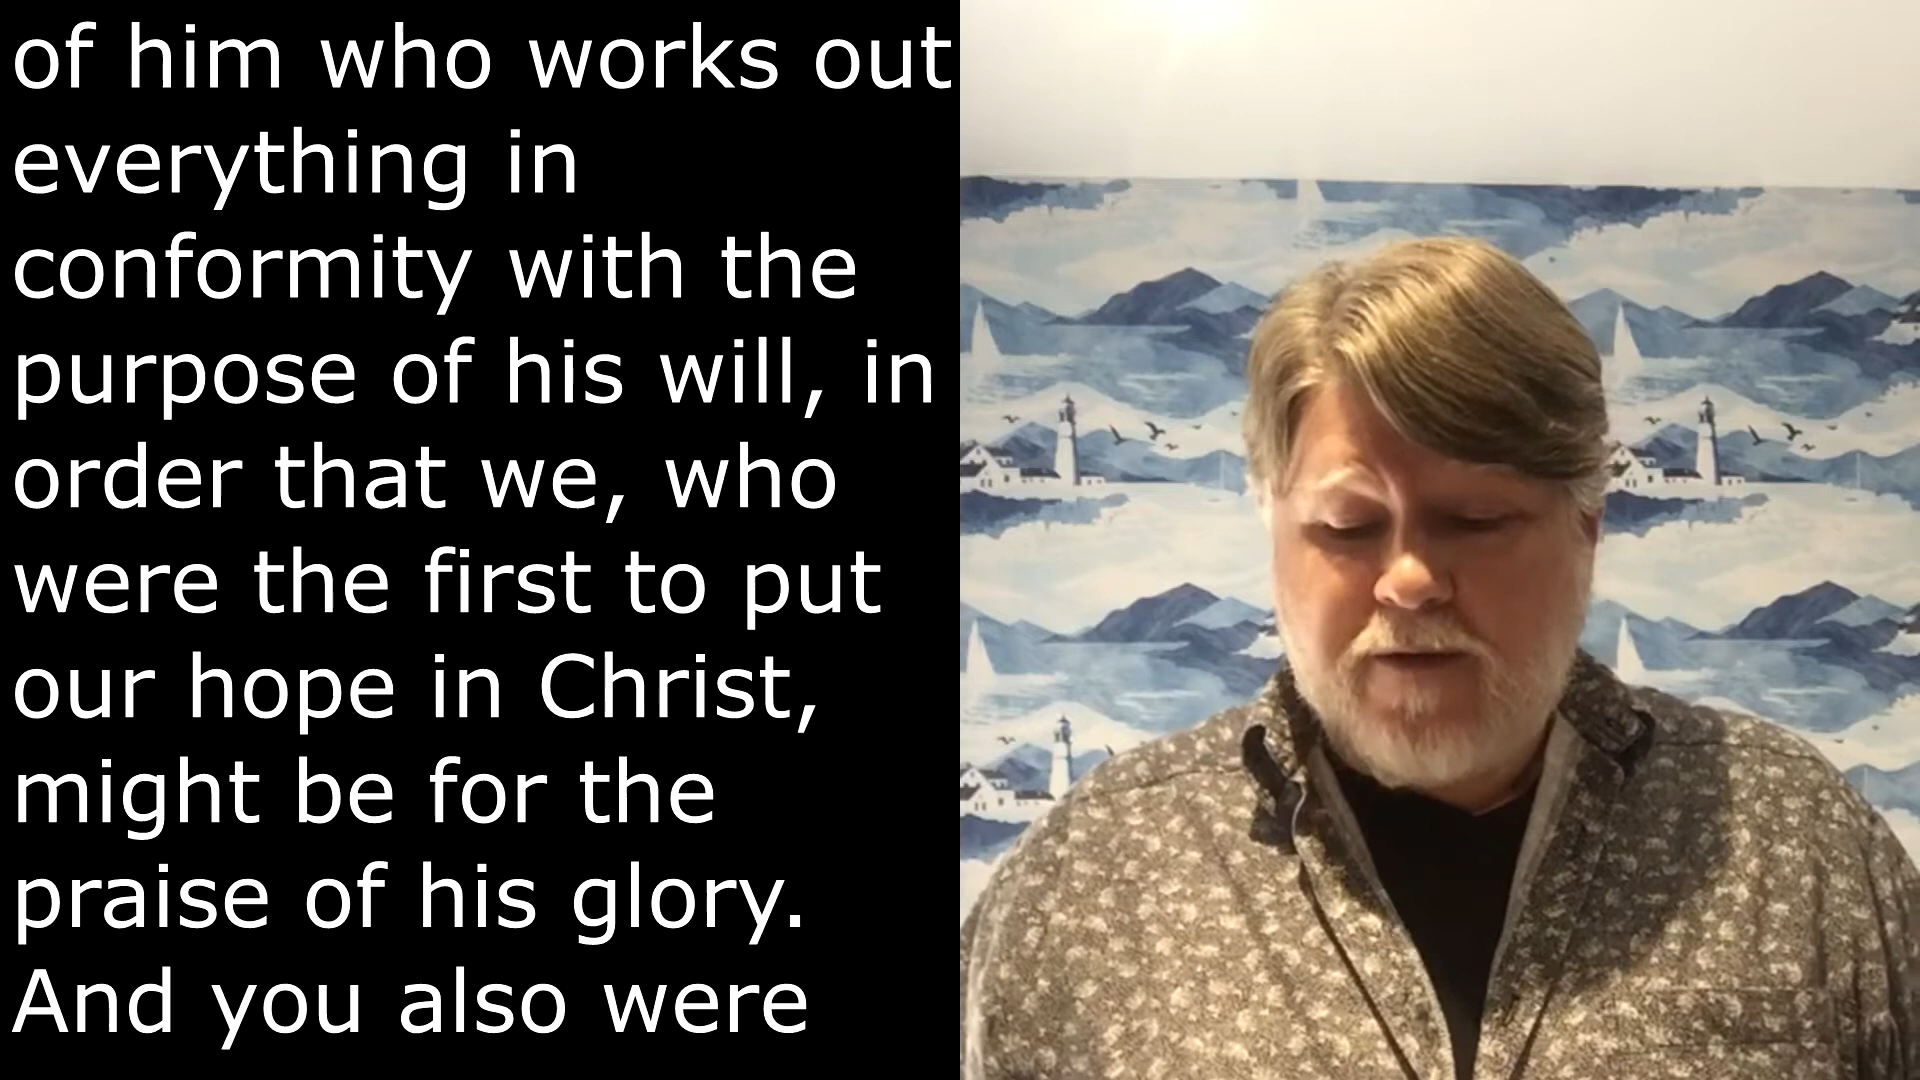 of him who works out
everything in
conformity with the
purpose of his will, in
order that we, who
were the first to put
our hope in Christ,
might be for the
praise of his glory.
And you also were